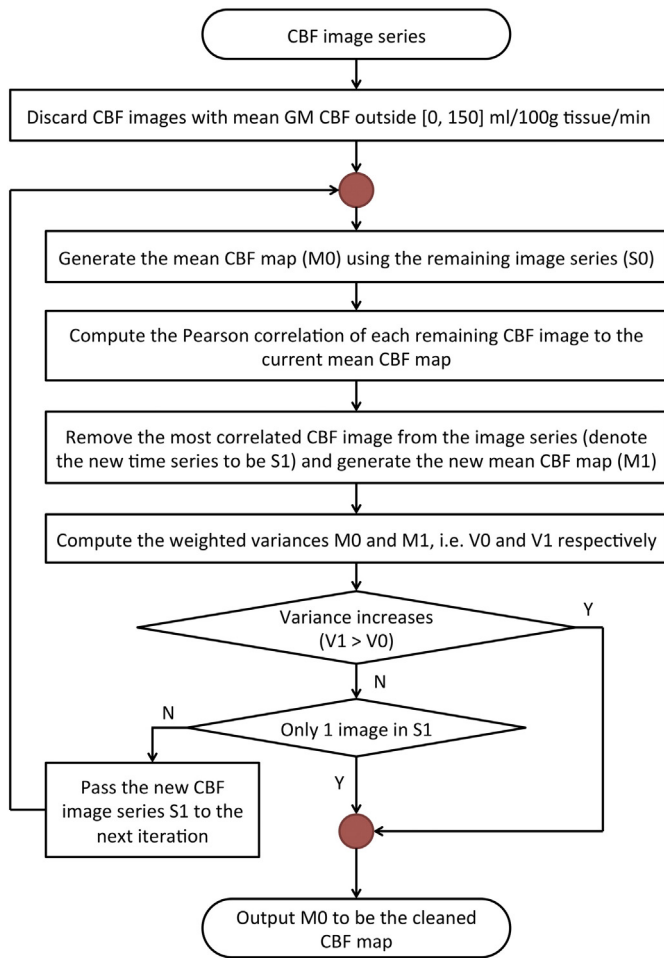 CBF image series
Discard CBF images with mean GM CBF outside [0, 150] ml/100g tissue/min
Generate the mean CBF map (M0) using the remaining image series (S0)
Compute the Pearson correlation of each remaining CBF image to the
current mean CBF map
Remove the most correlated CBF image from the image series (denote
the new time series to be S1) and generate the new mean CBF map (M1)
Compute the weighted variances M0 and M1, i.e. V0 and V1 respectively
Variance increases
(V1 > V0)
Y
N
Only 1 image in S1
N
Y
Pass the new CBF
image series S1 to the
next iteration
Output M0 to be the cleaned
CBF map